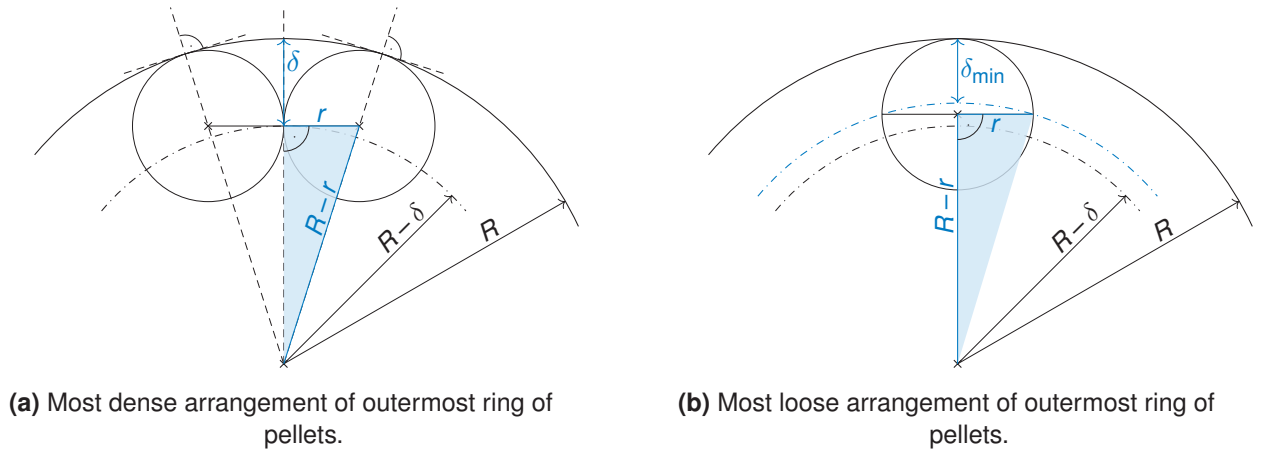 δ
r
R−r
R−δ
R
δmin
r
R−r
R−δ
R
(a) Most dense arrangement of outermost ring of
pellets.
(b) Most loose arrangement of outermost ring of
pellets.